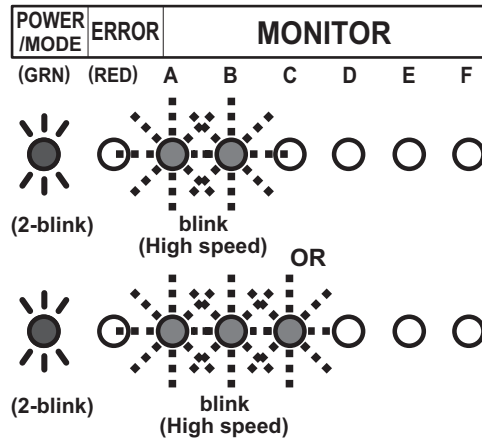 POWER /MODE ERROR MONITOR
(GRN) (RED) A B C D E F
(2-blink)
blink
(High speed)
OR
(2-blink)
blink
(High speed)